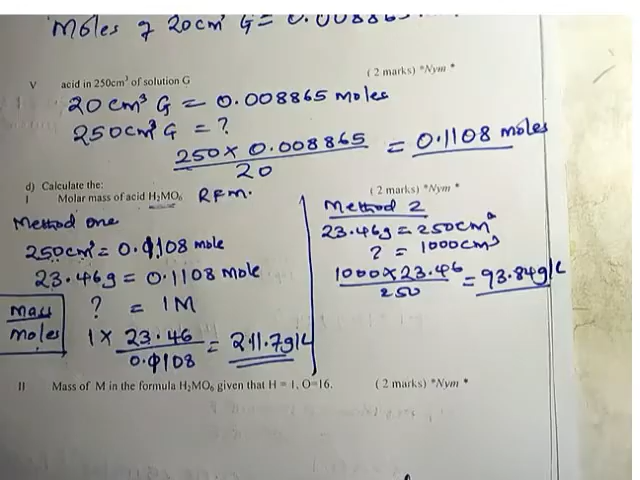 Moles of 20cm³ G = 0.008865
V acid in 250cm³ of solution G ( 2 marks) *Nym *
20cm³ G = 0.008865 moles
250cm³ G = ?
250 x 0.008865 / 20 = 0.1108 moles
d) Calculate the:
I Molar mass of acid H₂MO₆ RFM. ( 2 marks) *Nym *
Method one
250cm³ = 0.1108 mole
23.46g = 0.1108 mole
? = 1M
Mass
Moles
1 x 23.46 / 0.1108 = 211.7g/L
Method 2
23.46g = 250cm³
? = 1000cm³
1000 x 23.46 / 250 = 93.84g/L
II Mass of M in the formula H₂MO₆ given that H = 1, O=16. ( 2 marks) *Nym *